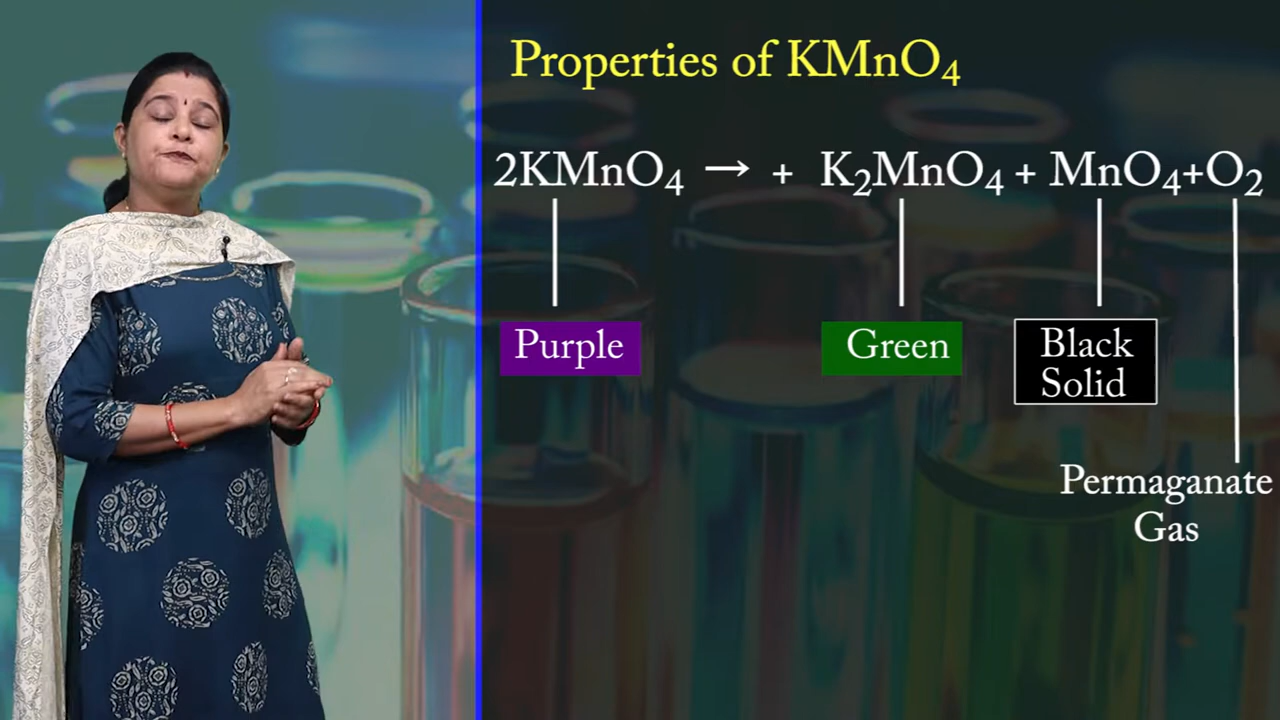 Properties of KMnO₄
2KMnO₄ → + K₂MnO₄ + MnO₄+O₂
Purple
Green
Black
Solid
Permaganate
Gas